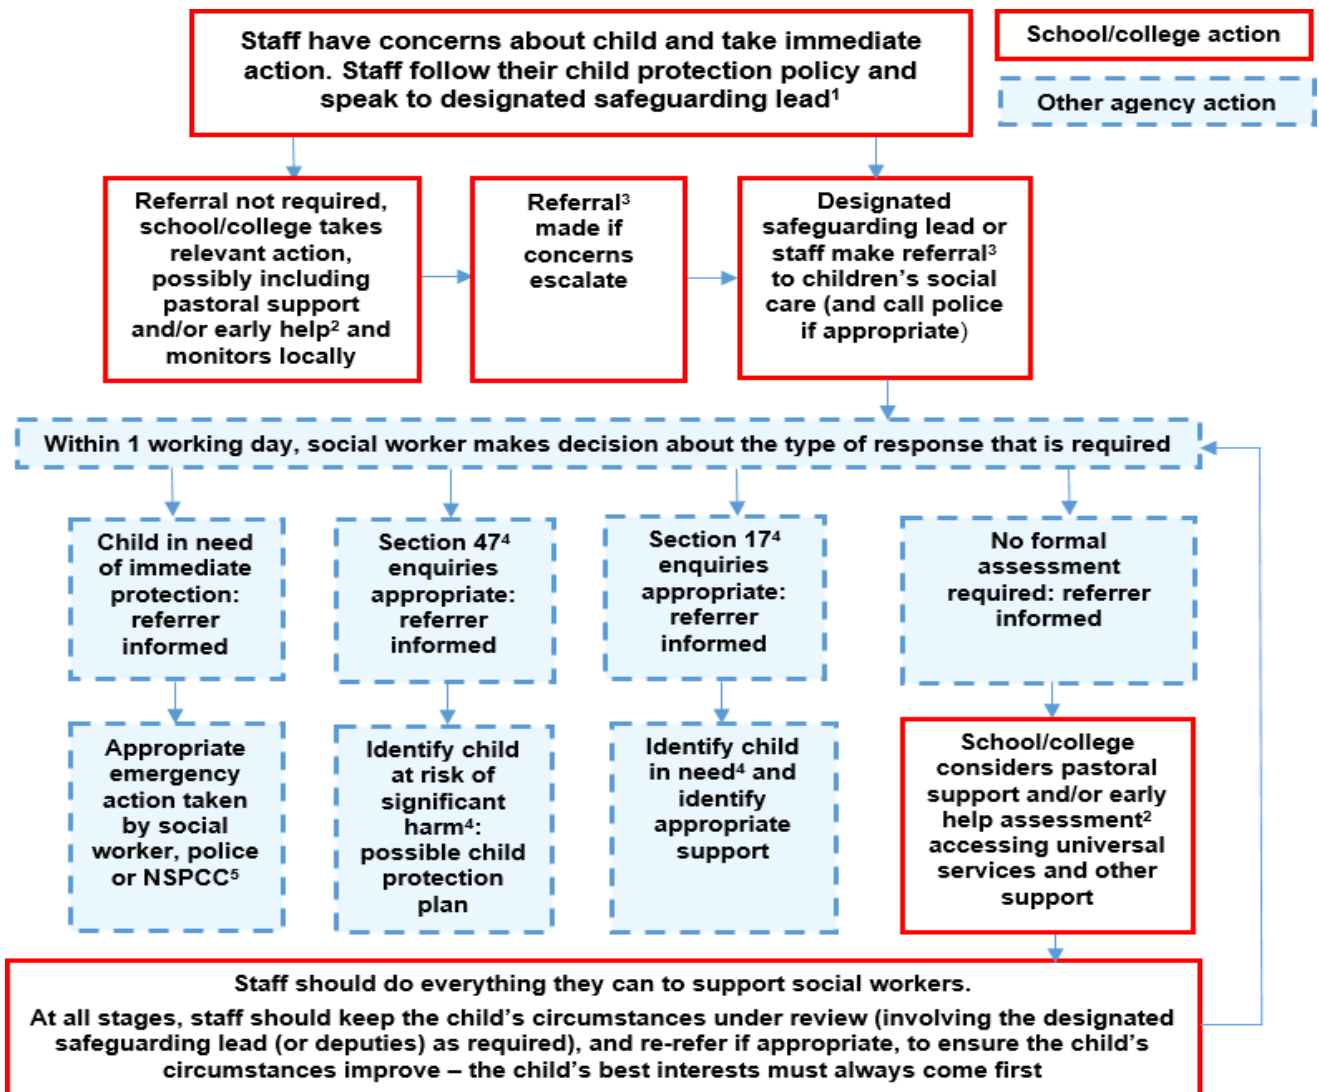 Staff have concerns about child and take immediate
action. Staff follow their child protection policy and
speak to designated safeguarding lead¹
School/college action
Other agency action
Referral not required,
school/college takes
relevant action,
possibly including
pastoral support
and/or early help² and
monitors locally
Referral³
made if
concerns
escalate
Designated
safeguarding lead or
staff make referral³
to children’s social
care (and call police
if appropriate)
Within 1 working day, social worker makes decision about the type of response that is required
Child in need
of immediate
protection:
referrer
informed
Section 47⁴
enquiries
appropriate:
referrer
informed
Section 17⁴
enquiries
appropriate:
referrer
informed
No formal
assessment
required: referrer
informed
Appropriate
emergency
action taken
by social
worker, police
or NSPCC⁵
Identify child
at risk of
significant
harm⁴:
possible child
protection
plan
Identify child
in need⁴ and
identify
appropriate
support
School/college
considers pastoral
support and/or early
help assessment²
accessing universal
services and other
support
Staff should do everything they can to support social workers.
At all stages, staff should keep the child’s circumstances under review (involving the designated
safeguarding lead (or deputies) as required), and re-refer if appropriate, to ensure the child’s
circumstances improve – the child’s best interests must always come first